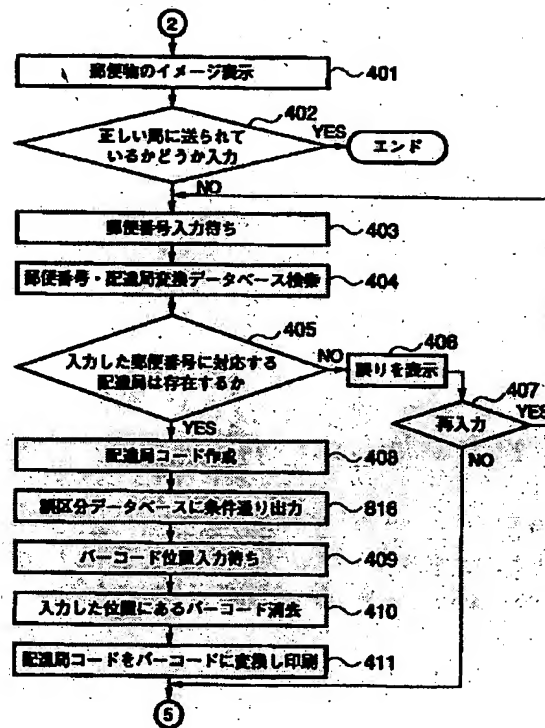 ②
郵便物のイメージ表示
401
402
正しい局に送られて
いるかどうか入力
YES
エンド
NO
郵便番号入力待ち
403
郵便番号・配達局変換データベース検索
404
405
入力した郵便番号に対応する
配達局は存在するか
NO
406
誤りを表示
407
再入力
YES
YES
NO
配達局コード作成
408
誤区分データベースに条件通り出力
816
バーコード位置入力待ち
409
入力した位置にあるバーコード消去
410
配達局コードをバーコードに変換し印刷
411
⑤